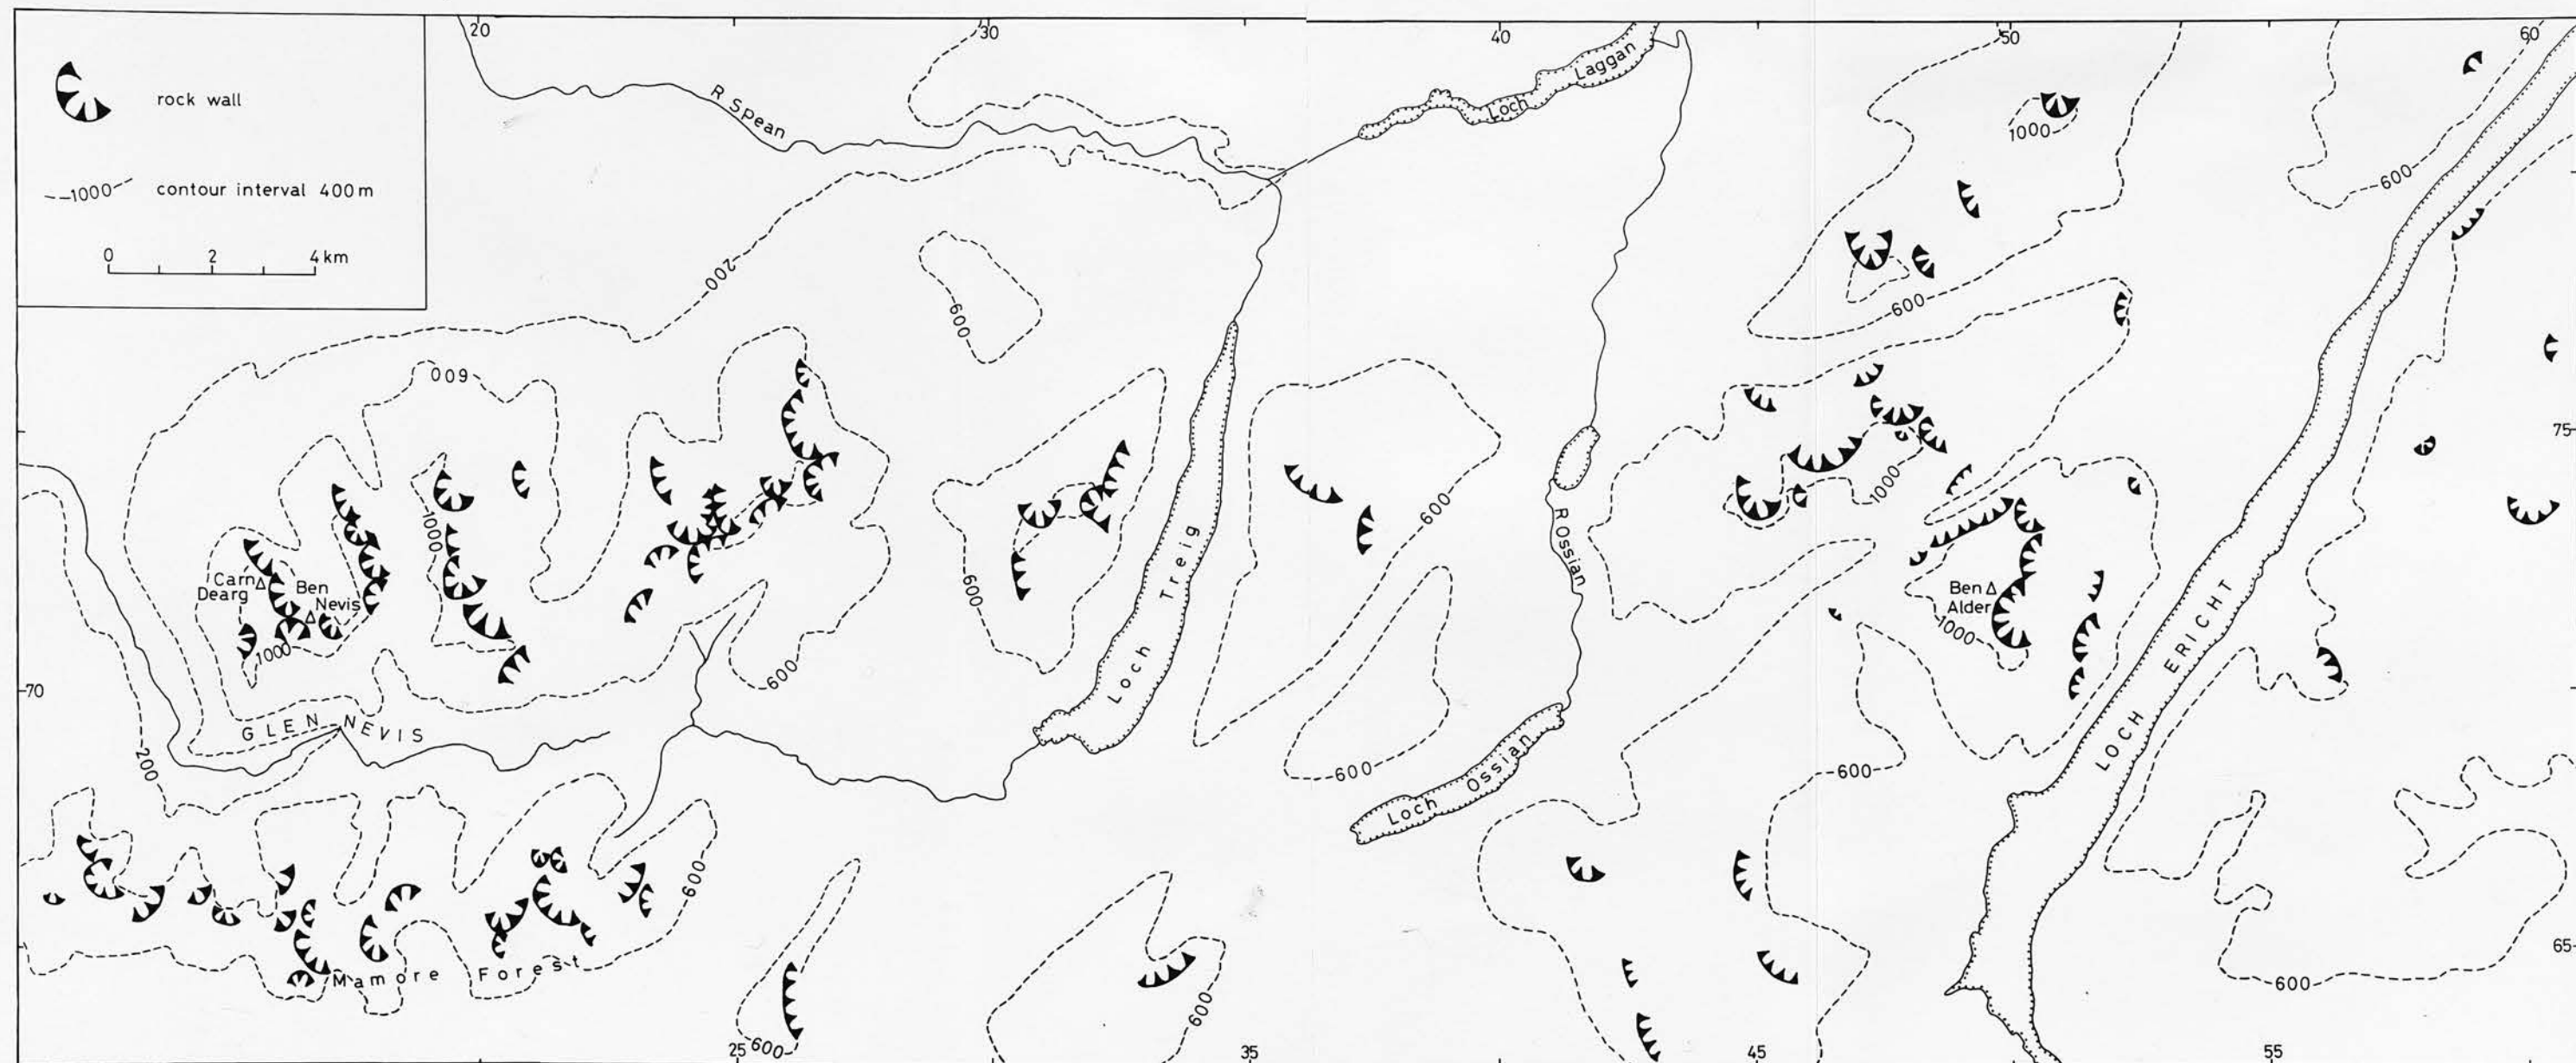 20
30
40
50
60
rock wall
1000
contour interval 400m
0 2 4 km
R Spean
Loch Laggan
1000
600
200
600
600
600
75
1000
600
1000
R Ossian
Carn
Dearg
Ben
Nevis
1000
600
Loch Treig
Ben
Alder
1000
LOCH ERICHT
70
600
GLEN NEVIS
200
600
Loch Ossian
600
600
65
Mamore Forest
600
600
600
25
35
45
55